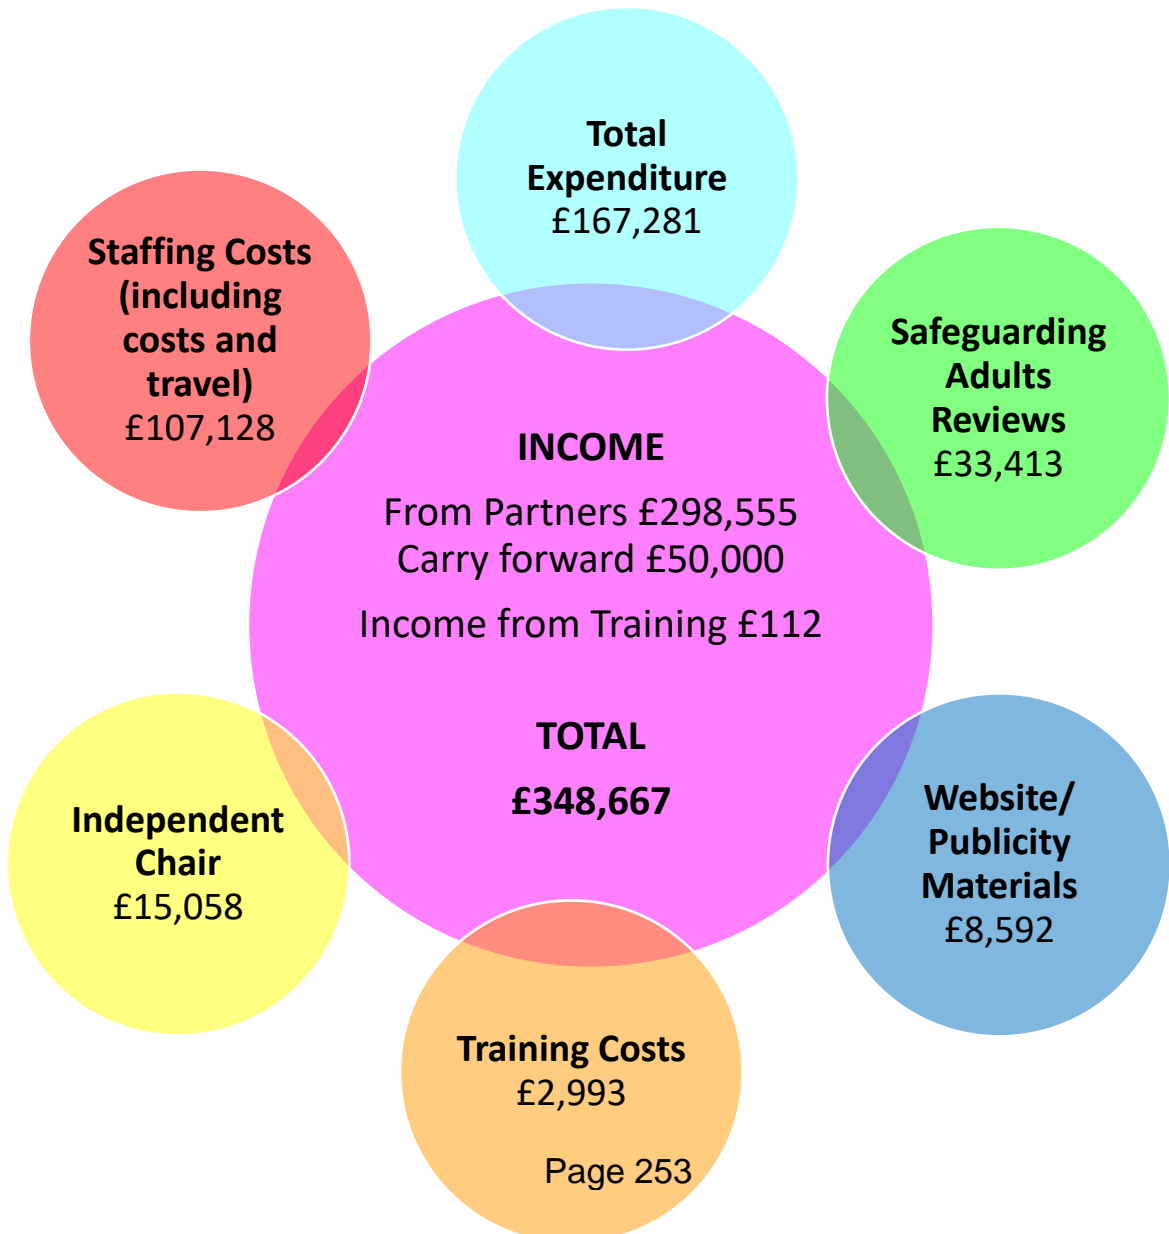 Total
Expenditure
£167,281
Staffing Costs
(including
costs and
travel)
£107,128
Safeguarding
Adults
Reviews
£33,413
INCOME
From Partners £298,555
Carry forward £50,000
Income from Training £112
TOTAL
£348,667
Independent
Chair
£15,058
Website/
Publicity
Materials
£8,592
Training Costs
£2,993
Page 253